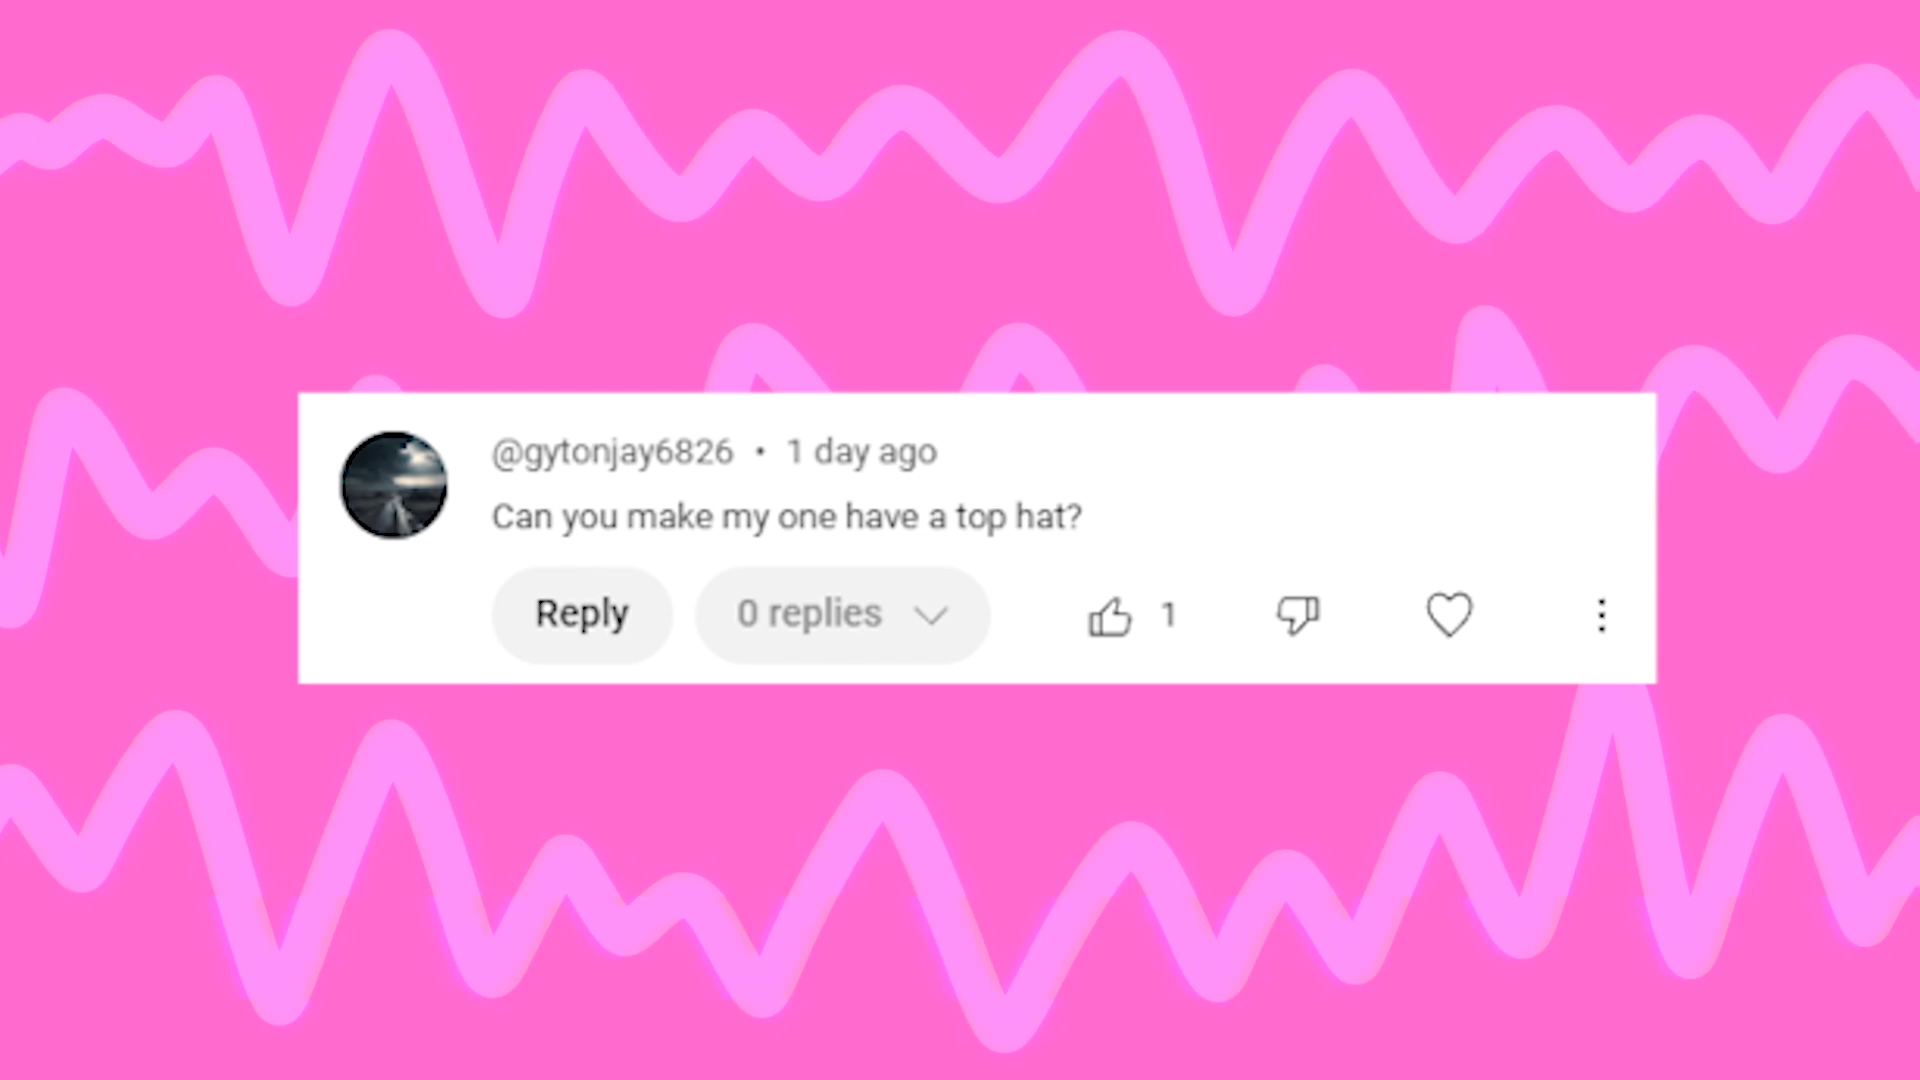 @gytonjay6826 • 1 day ago
Can you make my one have a top hat?
Reply 0 replies 1